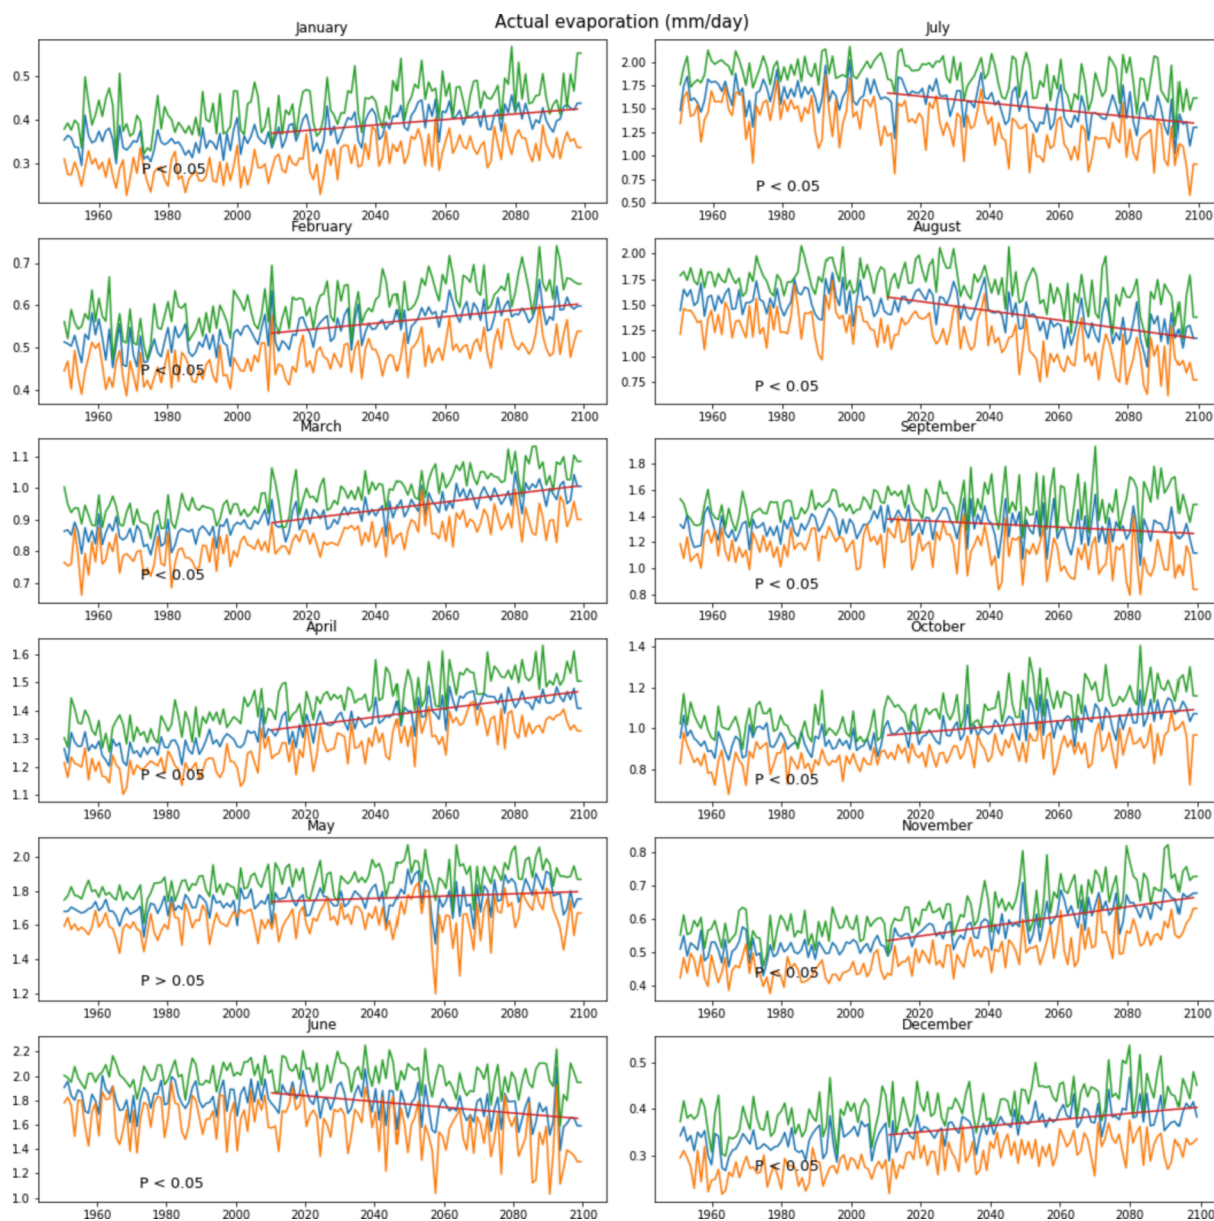 Actual evaporation (mm/day)
January
0.5
0.4
0.3
P < 0.05
1960 1980 2000 2020 2040 2060 2080 2100
July
2.00
1.75
1.50
1.25
1.00
0.75
0.50
P < 0.05
1960 1980 2000 2020 2040 2060 2080 2100
February
0.7
0.6
0.5
0.4
P < 0.05
1960 1980 2000 2020 2040 2060 2080 2100
August
2.00
1.75
1.50
1.25
1.00
0.75
P < 0.05
1960 1980 2000 2020 2040 2060 2080 2100
March
1.1
1.0
0.9
0.8
0.7
P < 0.05
1960 1980 2000 2020 2040 2060 2080 2100
September
1.8
1.6
1.4
1.2
1.0
0.8
P < 0.05
1960 1980 2000 2020 2040 2060 2080 2100
April
1.6
1.5
1.4
1.3
1.2
1.1
P < 0.05
1960 1980 2000 2020 2040 2060 2080 2100
October
1.4
1.2
1.0
0.8
P < 0.05
1960 1980 2000 2020 2040 2060 2080 2100
May
2.0
1.8
1.6
1.4
1.2
P > 0.05
1960 1980 2000 2020 2040 2060 2080 2100
November
0.8
0.7
0.6
0.5
0.4
P < 0.05
1960 1980 2000 2020 2040 2060 2080 2100
June
2.2
2.0
1.8
1.6
1.4
1.2
1.0
P < 0.05
1960 1980 2000 2020 2040 2060 2080 2100
December
0.5
0.4
0.3
P < 0.05
1960 1980 2000 2020 2040 2060 2080 2100